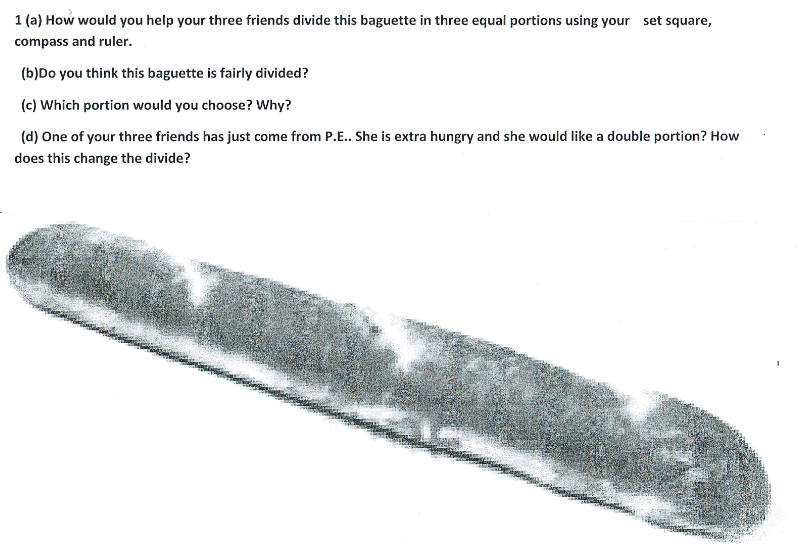 1 (a) How would you help your three friends divide this baguette in three equal portions using your set square,
compass and ruler.
(b)Do you think this baguette is fairly divided?
(c) Which portion would you choose? Why?
(d) One of your three friends has just come from P.E.. She is extra hungry and she would like a double portion? How
does this change the divide?